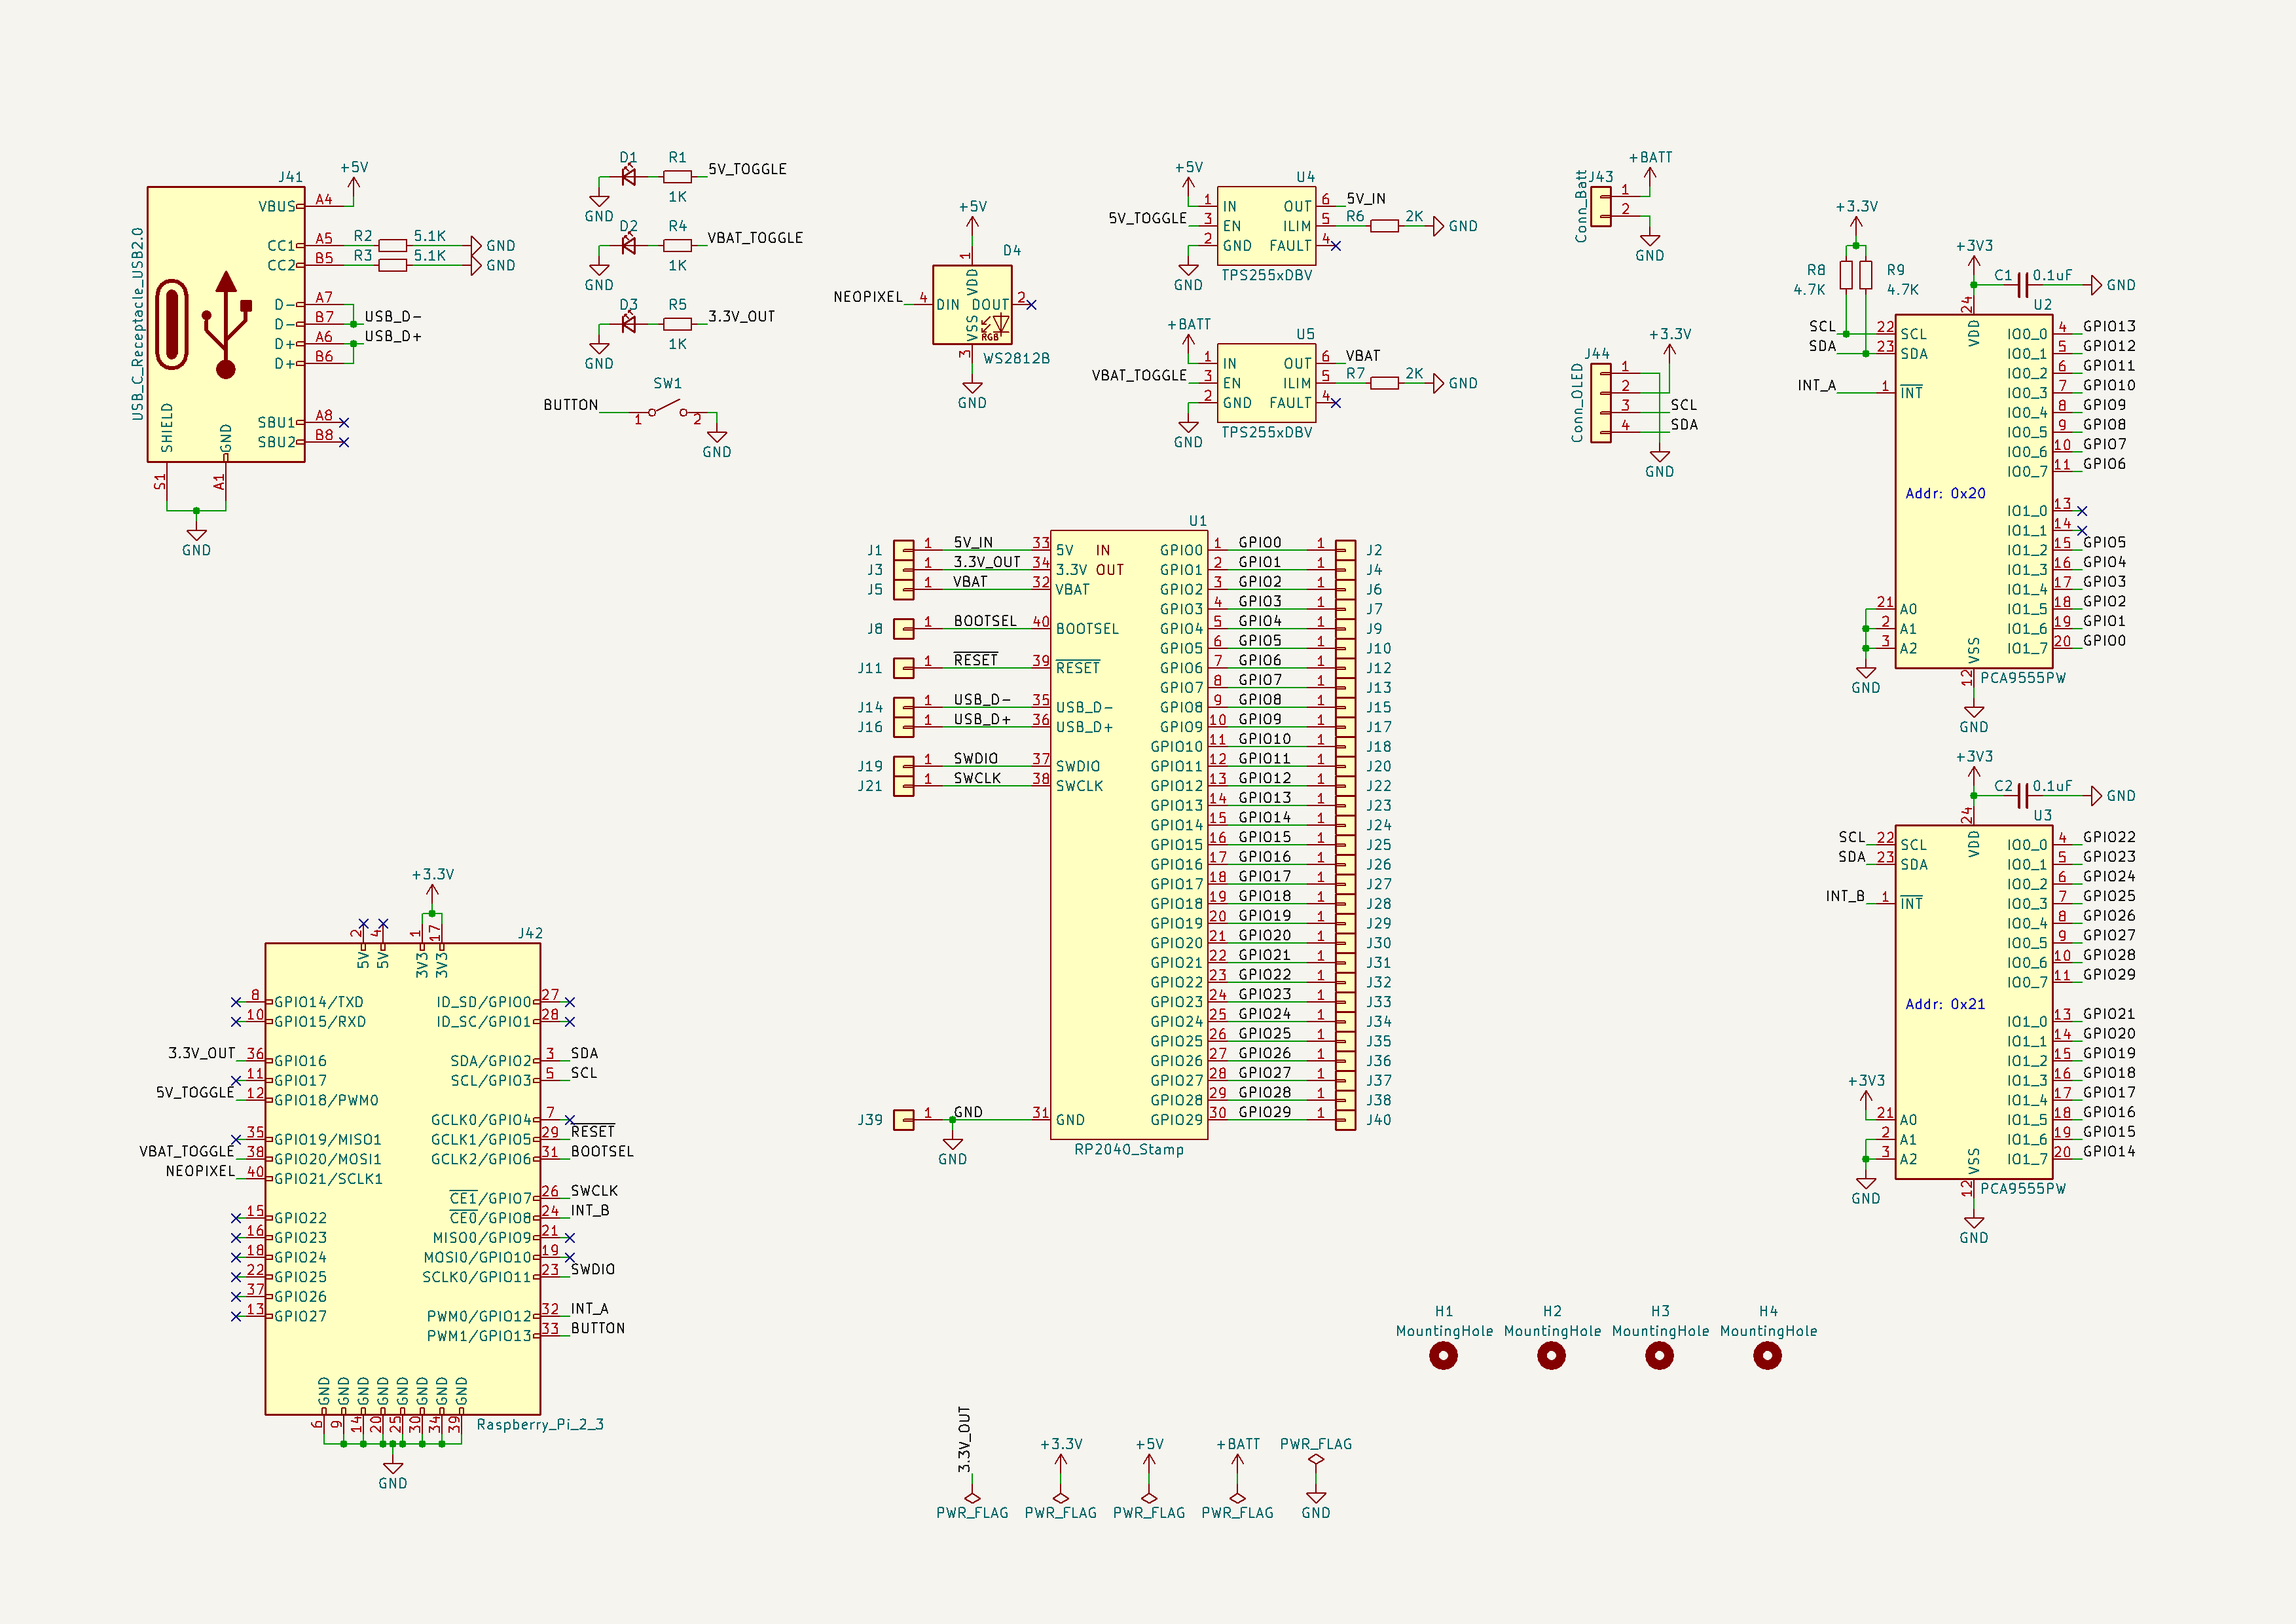 J41
+5V
USB_C_Receptacle_USB2.0
VBUS A4
CC1 A5 R2 5.1K GND
CC2 B5 R3 5.1K GND
D- A7
D- B7 USB_D-
D+ A6 USB_D+
D+ B6
SBU1 A8
SBU2 B8
SHIELD GND
S1 A1
GND
D1 R1 5V_TOGGLE
1K
GND
D2 R4 VBAT_TOGGLE
1K
GND
D3 R5 3.3V_OUT
1K
GND
SW1
BUTTON 1 2
GND
+5V
D4
1 VDD
NEOPIXEL 4 DIN DOUT 2
VSS RGB
3 WS2812B
GND
+5V U4
1 IN OUT 6 5V_IN
5V_TOGGLE 3 EN ILIM 5 R6 2K GND
2 GND FAULT 4
GND TPS255xDBV
+BATT U5
1 IN OUT 6 VBAT
VBAT_TOGGLE 3 EN ILIM 5 R7 2K GND
2 GND FAULT 4
GND TPS255xDBV
+BATT
J43
Conn_Batt
1
2
GND
+3.3V
J44
Conn_OLED
1
2
3 SCL
4 SDA
GND
+3.3V
R8 R9
4.7K 4.7K
+3V3
C1 0.1uF GND
U2
24 VDD
SCL 22 SCL IO0_0 4 GPIO13
SDA 23 SDA IO0_1 5 GPIO12
IO0_2 6 GPIO11
INT_A 1 INT IO0_3 7 GPIO10
IO0_4 8 GPIO9
IO0_5 9 GPIO8
IO0_6 10 GPIO7
IO0_7 11 GPIO6
Addr: 0x20
IO1_0 13
IO1_1 14
IO1_2 15 GPIO5
IO1_3 16 GPIO4
IO1_4 17 GPIO3
21 A0 IO1_5 18 GPIO2
2 A1 IO1_6 19 GPIO1
3 A2 IO1_7 20 GPIO0
VSS
12 PCA9555PW
GND
GND
U1
J1 1 5V_IN 33 5V IN GPIO0 1 GPIO0 1 J2
J3 1 3.3V_OUT 34 3.3V OUT GPIO1 2 GPIO1 1 J4
J5 1 VBAT 32 VBAT GPIO2 3 GPIO2 1 J6
GPIO3 4 GPIO3 1 J7
J8 1 BOOTSEL 40 BOOTSEL GPIO4 5 GPIO4 1 J9
GPIO5 6 GPIO5 1 J10
J11 1 RESET 39 RESET GPIO6 7 GPIO6 1 J12
GPIO7 8 GPIO7 1 J13
J14 1 USB_D- 35 USB_D- GPIO8 9 GPIO8 1 J15
J16 1 USB_D+ 36 USB_D+ GPIO9 10 GPIO9 1 J17
GPIO10 11 GPIO10 1 J18
J19 1 SWDIO 37 SWDIO GPIO11 12 GPIO11 1 J20
J21 1 SWCLK 38 SWCLK GPIO12 13 GPIO12 1 J22
GPIO13 14 GPIO13 1 J23
GPIO14 15 GPIO14 1 J24
GPIO15 16 GPIO15 1 J25
GPIO16 17 GPIO16 1 J26
GPIO17 18 GPIO17 1 J27
GPIO18 19 GPIO18 1 J28
GPIO19 20 GPIO19 1 J29
GPIO20 21 GPIO20 1 J30
GPIO21 22 GPIO21 1 J31
GPIO22 23 GPIO22 1 J32
GPIO23 24 GPIO23 1 J33
GPIO24 25 GPIO24 1 J34
GPIO25 26 GPIO25 1 J35
GPIO26 27 GPIO26 1 J36
GPIO27 28 GPIO27 1 J37
GPIO28 29 GPIO28 1 J38
J39 1 GND 31 GND GPIO29 30 GPIO29 1 J40
GND
RP2040_Stamp
+3V3
C2 0.1uF GND
U3
24 VDD
SCL 22 SCL IO0_0 4 GPIO22
SDA 23 SDA IO0_1 5 GPIO23
IO0_2 6 GPIO24
INT_B 1 INT IO0_3 7 GPIO25
IO0_4 8 GPIO26
IO0_5 9 GPIO27
IO0_6 10 GPIO28
IO0_7 11 GPIO29
Addr: 0x21
IO1_0 13 GPIO21
IO1_1 14 GPIO20
IO1_2 15 GPIO19
+3V3 IO1_3 16 GPIO18
IO1_4 17 GPIO17
21 A0 IO1_5 18 GPIO16
2 A1 IO1_6 19 GPIO15
3 A2 IO1_7 20 GPIO14
VSS
12 PCA9555PW
GND
GND
+3.3V
J42
2 4 1 17
5V 5V 3V3 3V3
8 GPIO14/TXD ID_SD/GPIO0 27
10 GPIO15/RXD ID_SC/GPIO1 28
3.3V_OUT 36 GPIO16 SDA/GPIO2 3 SDA
11 GPIO17 SCL/GPIO3 5 SCL
5V_TOGGLE 12 GPIO18/PWM0
GCLK0/GPIO4 7
35 GPIO19/MISO1 GCLK1/GPIO5 29 RESET
VBAT_TOGGLE 38 GPIO20/MOSI1 GCLK2/GPIO6 31 BOOTSEL
NEOPIXEL 40 GPIO21/SCLK1
CE1/GPIO7 26 SWCLK
15 GPIO22 CE0/GPIO8 24 INT_B
16 GPIO23 MISO0/GPIO9 21
18 GPIO24 MOSI0/GPIO10 19
22 GPIO25 SCLK0/GPIO11 23 SWDIO
37 GPIO26
13 GPIO27 PWM0/GPIO12 32 INT_A
PWM1/GPIO13 33 BUTTON
GND GND GND GND GND GND GND GND
6 9 14 20 25 30 34 39
Raspberry_Pi_2_3
GND
H1 H2 H3 H4
MountingHole MountingHole MountingHole MountingHole
3.3V_OUT +3.3V +5V +BATT PWR_FLAG
PWR_FLAG PWR_FLAG PWR_FLAG PWR_FLAG GND